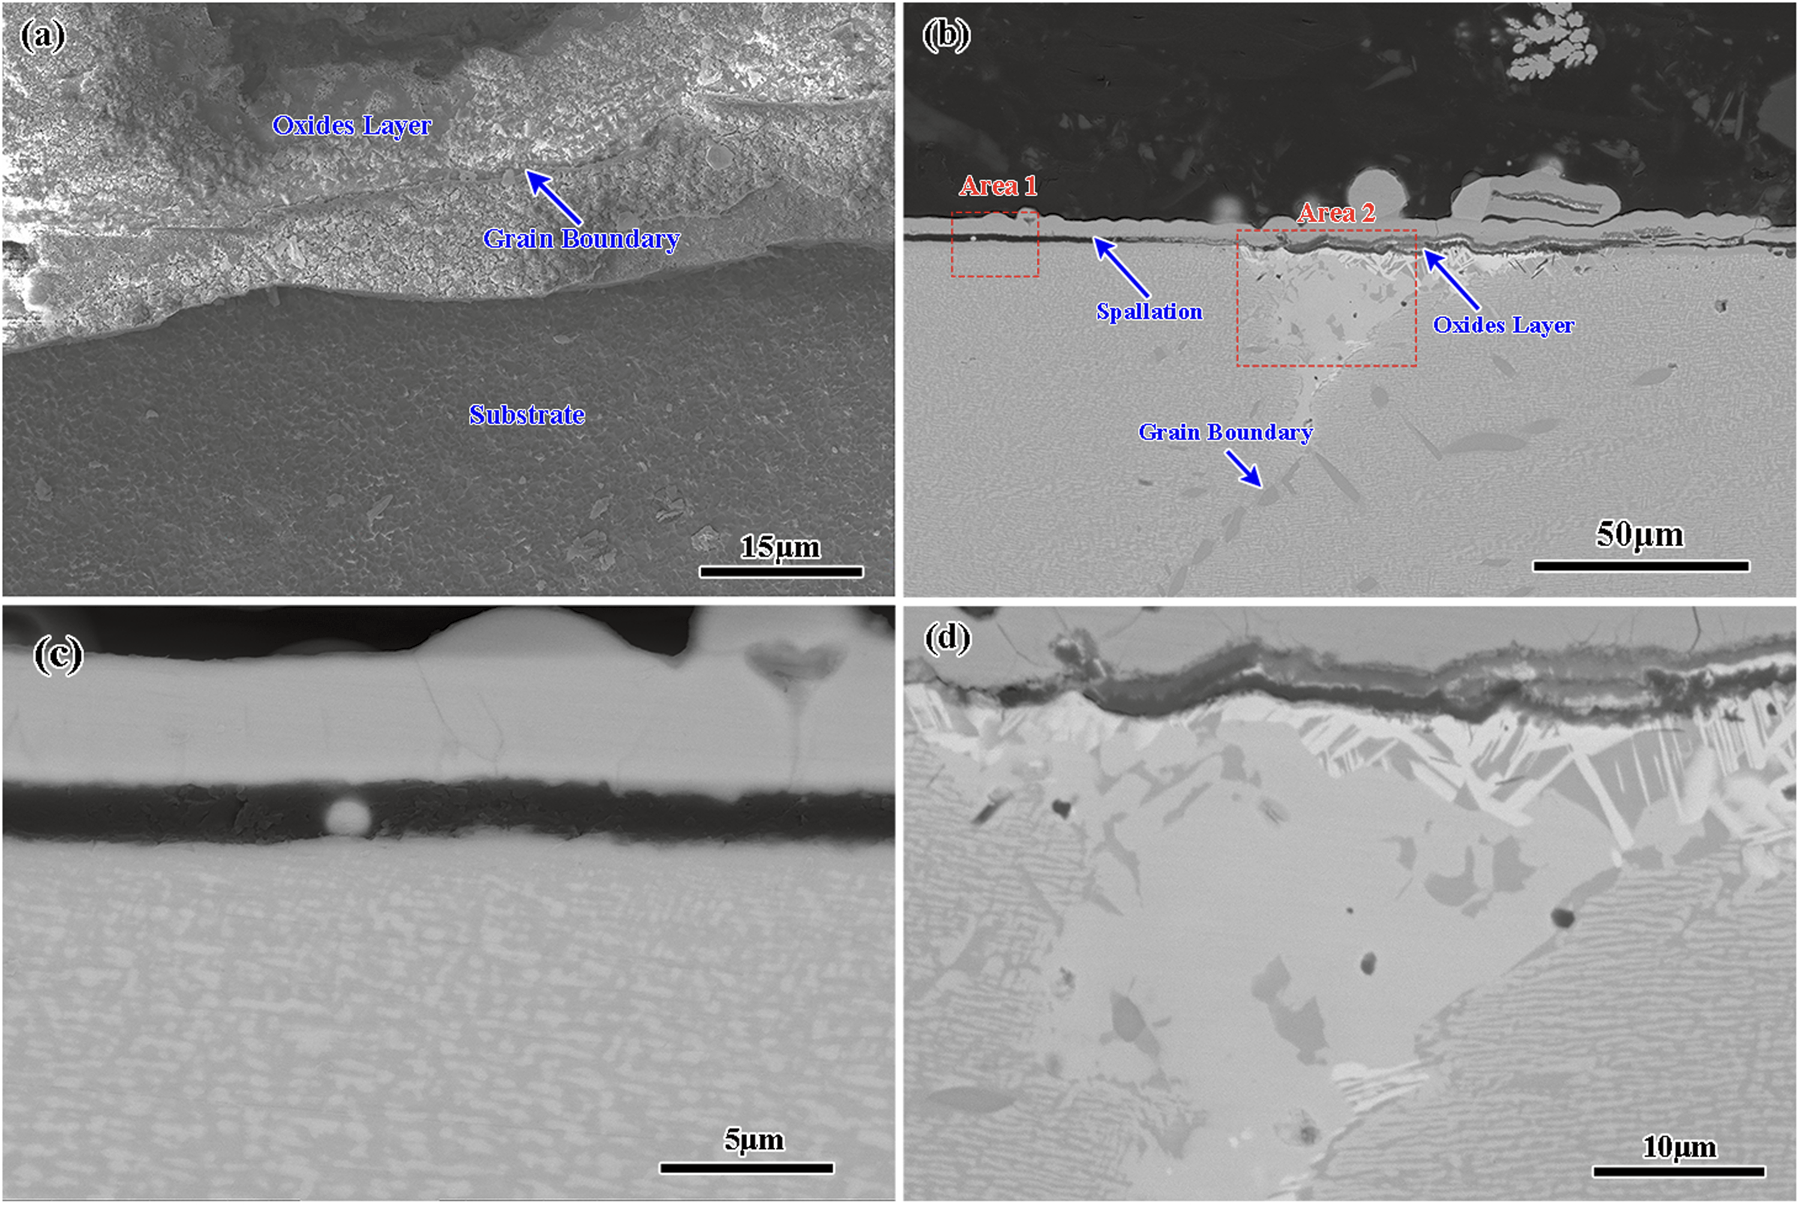 (a)
Oxides Layer
Grain Boundary
Substrate
15μm
(b)
Area 1
Area 2
Spallation
Oxides Layer
Grain Boundary
50μm
(c)
5μm
(d)
10μm